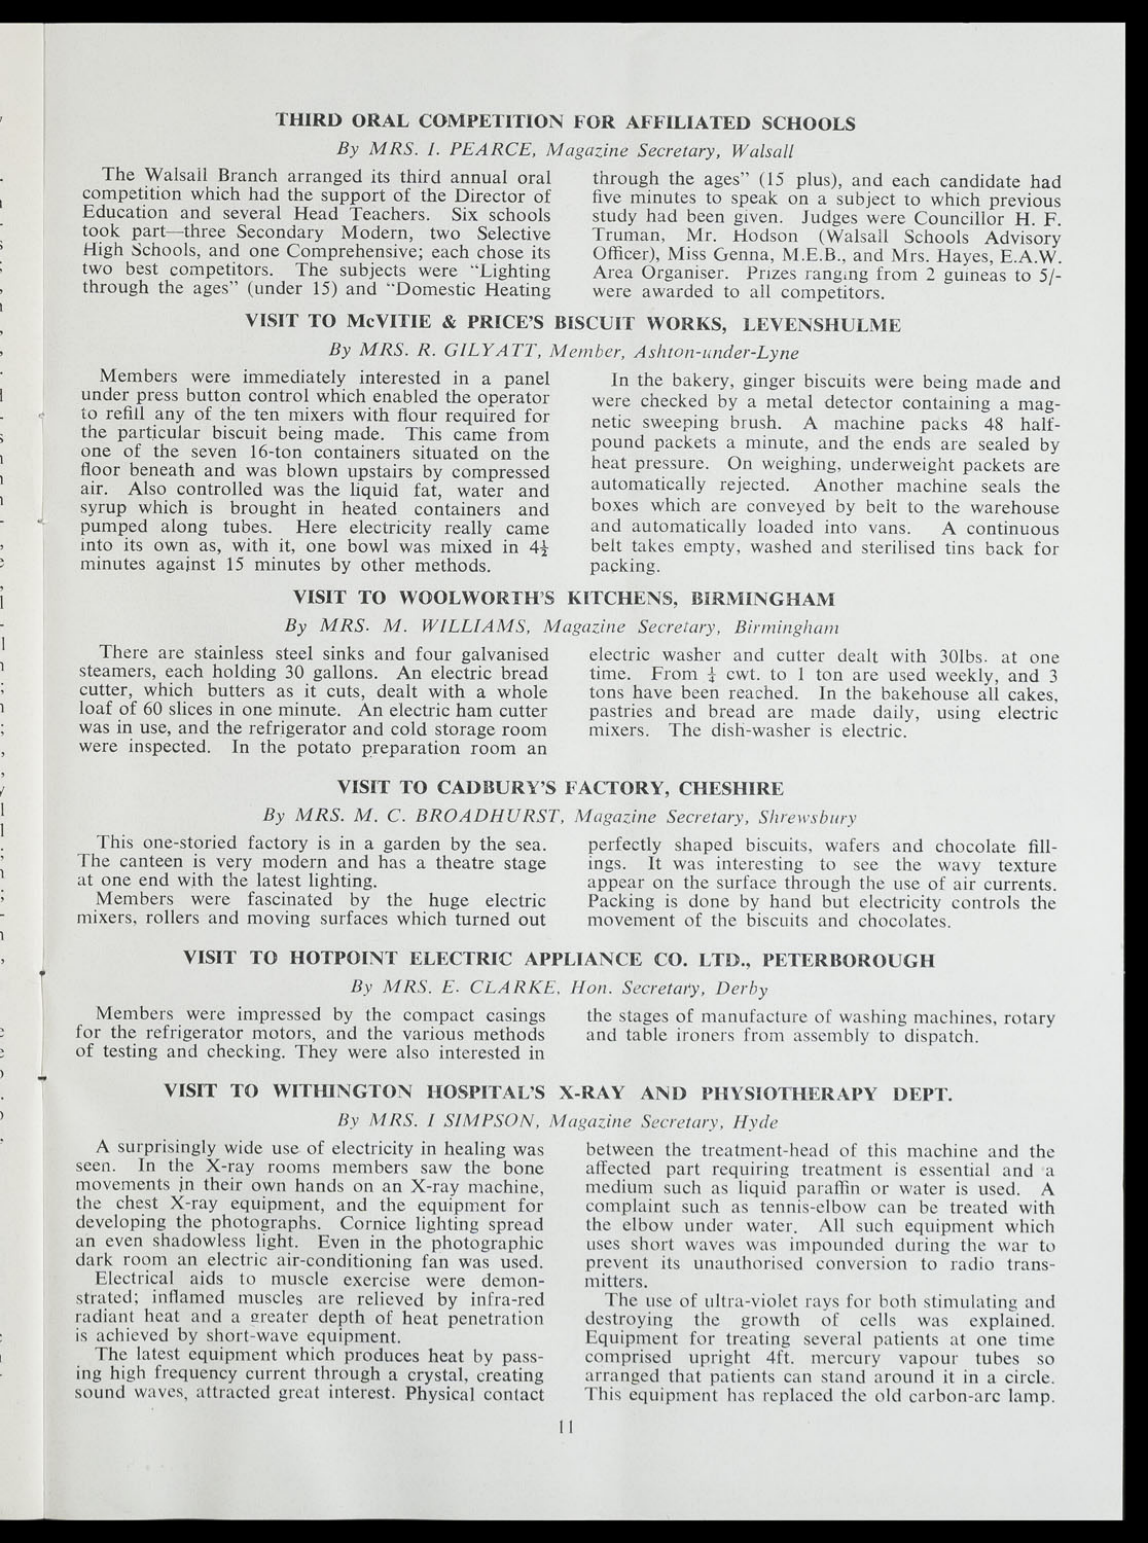 THIRD ORAL COMPETITION FOR AFFILIATED SCHOOLS
By MRS. I. PEARCE, Magazine Secretary, Walsall
The Walsall Branch arranged its third annual oral
competition which had the support of the Director of
Education and several Head Teachers. Six schools
took part—three Secondary Modern, two Selective
High Schools, and one Comprehensive; each chose its
two best competitors. The subjects were "Lighting
through the ages" (under 15) and "Domestic Heating
through the ages" (15 plus), and each candidate had
five minutes to speak on a subject to which previous
study had been given. Judges were Councillor H. F.
Truman, Mr. Hodson (Walsall Schools Advisory
Officer), Miss Genna, M.E.B., and Mrs. Hayes, E.A.W.
Area Organiser. Prizes ranging from 2 guineas to 5/-
were awarded to all competitors.
VISIT TO McVITIE & PRICE'S BISCUIT WORKS, LEVENSHULME
By MRS. R. GILYATT, Member, Ashton-under-Lyne
Members were immediately interested in a panel
under press button control which enabled the operator
to refill any of the ten mixers with flour required for
the particular biscuit being made. This came from
one of the seven 16-ton containers situated on the
floor beneath and was blown upstairs by compressed
air. Also controlled was the liquid fat, water and
syrup which is brought in heated containers and
pumped along tubes. Here electricity really came
into its own as, with it, one bowl was mixed in 4½
minutes against 15 minutes by other methods.
In the bakery, ginger biscuits were being made and
were checked by a metal detector containing a mag-
netic sweeping brush. A machine packs 48 half-
pound packets a minute, and the ends are sealed by
heat pressure. On weighing, underweight packets are
automatically rejected. Another machine seals the
boxes which are conveyed by belt to the warehouse
and automatically loaded into vans. A continuous
belt takes empty, washed and sterilised tins back for
packing.
VISIT TO WOOLWORTH'S KITCHENS, BIRMINGHAM
By MRS. M. WILLIAMS, Magazine Secretary, Birmingham
There are stainless steel sinks and four galvanised
steamers, each holding 30 gallons. An electric bread
cutter, which butters as it cuts, dealt with a whole
loaf of 60 slices in one minute. An electric ham cutter
was in use, and the refrigerator and cold storage room
were inspected. In the potato preparation room an
electric washer and cutter dealt with 30lbs. at one
time. From cwt. to 1 ton are used weekly, and 3
tons have been reached. In the bakehouse all cakes,
pastries and bread are made daily, using electric
mixers. The dish-washer is electric.
VISIT TO CADBURY'S FACTORY, CHESHIRE
By MRS. M. C. BROADHURST, Magazine Secretary, Shrewsbury
This one-storied factory is in a garden by the sea.
The canteen is very modern and has a theatre stage
at one end with the latest lighting.
Members were fascinated by the huge electric
mixers, rollers and moving surfaces which turned out
perfectly shaped biscuits, wafers and chocolate fill-
ings. It was interesting to see the wavy texture
appear on the surface through the use of air currents.
Packing is done by hand but electricity controls the
movement of the biscuits and chocolates.
VISIT TO HOTPOINT ELECTRIC APPLIANCE CO. LTD., PETERBOROUGH
By MRS. E. CLARKE, Hon. Secretary, Derby
Members were impressed by the compact casings
for the refrigerator motors, and the various methods
of testing and checking. They were also interested in
the stages of manufacture of washing machines, rotary
and table ironers from assembly to dispatch.
VISIT TO WITHINGTON HOSPITAL'S X-RAY AND PHYSIOTHERAPY DEPT.
By MRS. I SIMPSON, Magazine Secretary, Hyde
A surprisingly wide use of electricity in healing was
seen. In the X-ray rooms members saw the bone
movements in their own hands on an X-ray machine,
the chest X-ray equipment, and the equipment for
developing the photographs. Cornice lighting spread
an even shadowless light. Even in the photographic
dark room an electric air-conditioning fan was used.
Electrical aids to muscle exercise were demon-
strated; inflamed muscles are relieved by infra-red
radiant heat and a greater depth of heat penetration
is achieved by short-wave equipment.
The latest equipment which produces heat by pass-
ing high frequency current through a crystal, creating
sound waves, attracted great interest. Physical contact
between the treatment-head of this machine and the
affected part requiring treatment is essential and a
medium such as liquid paraffin or water is used. A
complaint such as tennis-elbow can be treated with
the elbow under water. All such equipment which
uses short waves was impounded during the war to
prevent its unauthorised conversion to radio trans-
mitters.
The use of ultra-violet rays for both stimulating and
destroying the growth of cells was explained.
Equipment for treating several patients at one time
comprised upright 4ft. mercury vapour tubes so
arranged that patients can stand around it in a circle.
This equipment has replaced the old carbon-arc lamp.
11